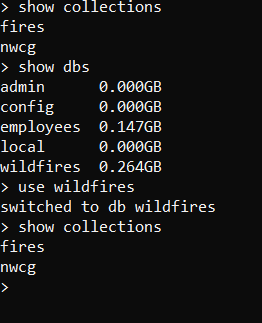 > show collections
fires
nwcg
> show dbs
admin      0.000GB
config     0.000GB
employees  0.147GB
local      0.000GB
wildfires  0.264GB
> use wildfires
switched to db wildfires
> show collections
fires
nwcg
>